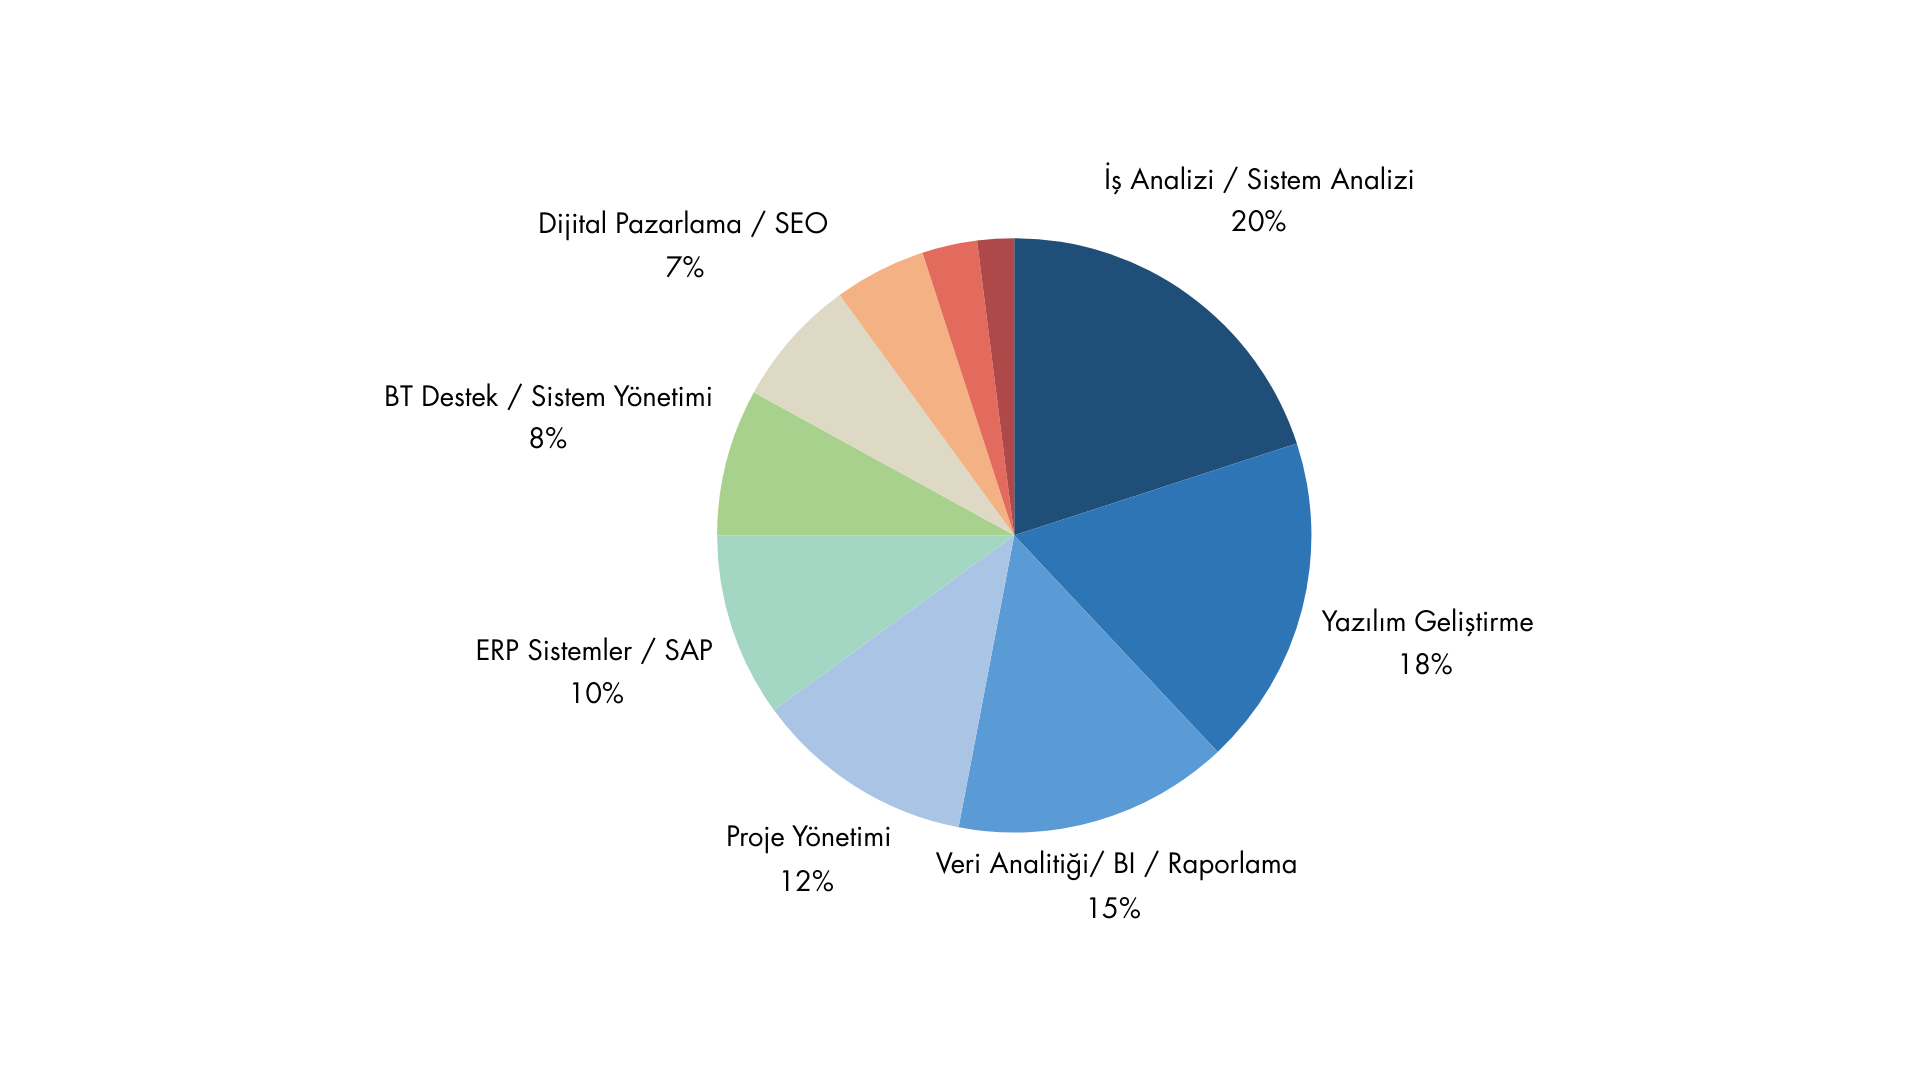 İş Analizi / Sistem Analizi
20%
Dijital Pazarlama / SEO
7%
BT Destek / Sistem Yönetimi
8%
Yazılım Geliştirme
18%
ERP Sistemler / SAP
10%
Proje Yönetimi
12%
Veri Analitiği/ BI / Raporlama
15%